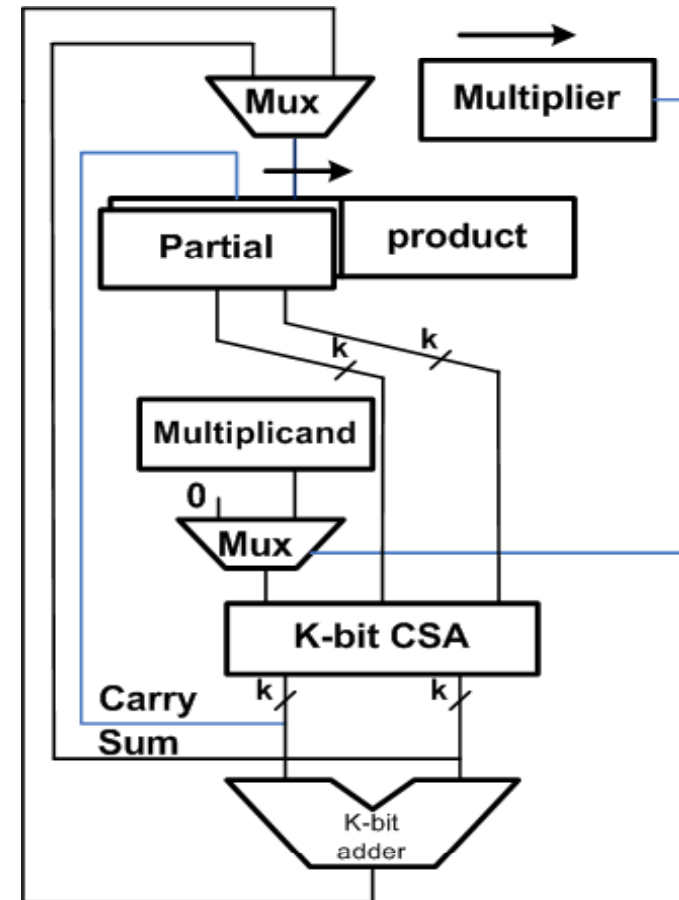 Mux
Multiplier
Partial
product
k
k
Multiplicand
0
Mux
K-bit CSA
k
k
Carry
Sum
K-bit
adder